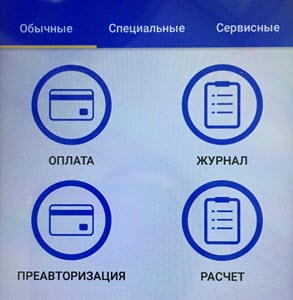 Обычные Специальные Сервисные
ОПЛАТА ЖУРНАЛ
ПРЕАВТОРИЗАЦИЯ РАСЧЕТ